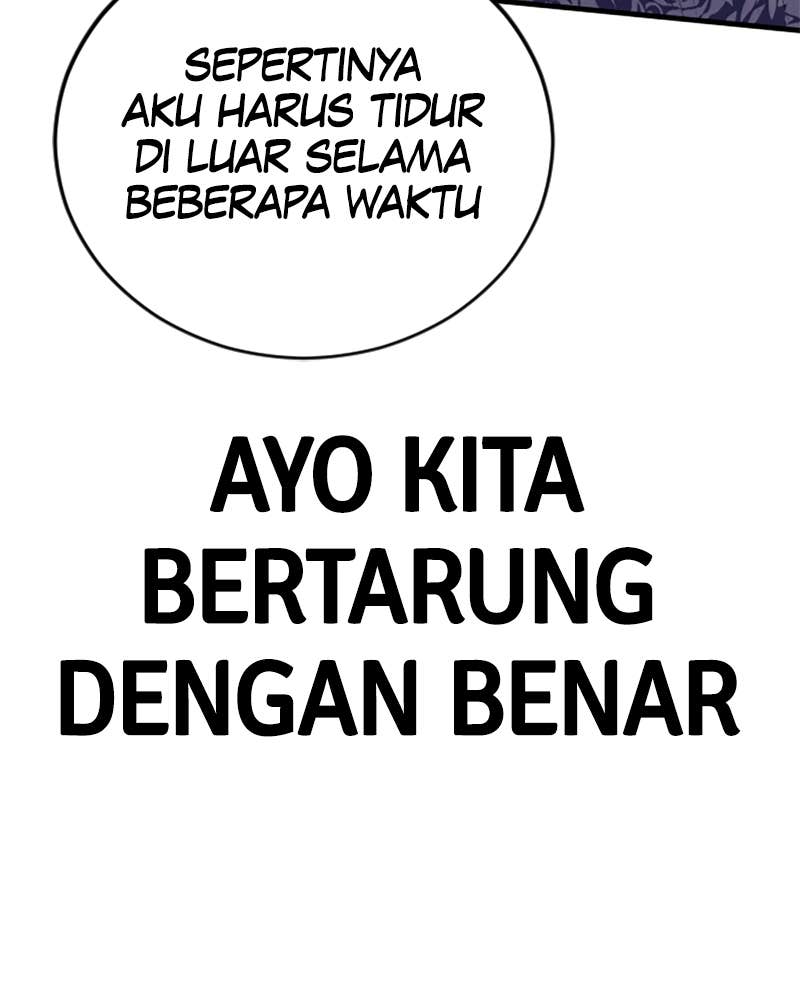 SEPERTINYA
AKU HARUS TIDUR
DI LUAR SELAMA
BEBERAPA WAKTU
AYO KITA
BERTARUNG
DENGAN BENAR